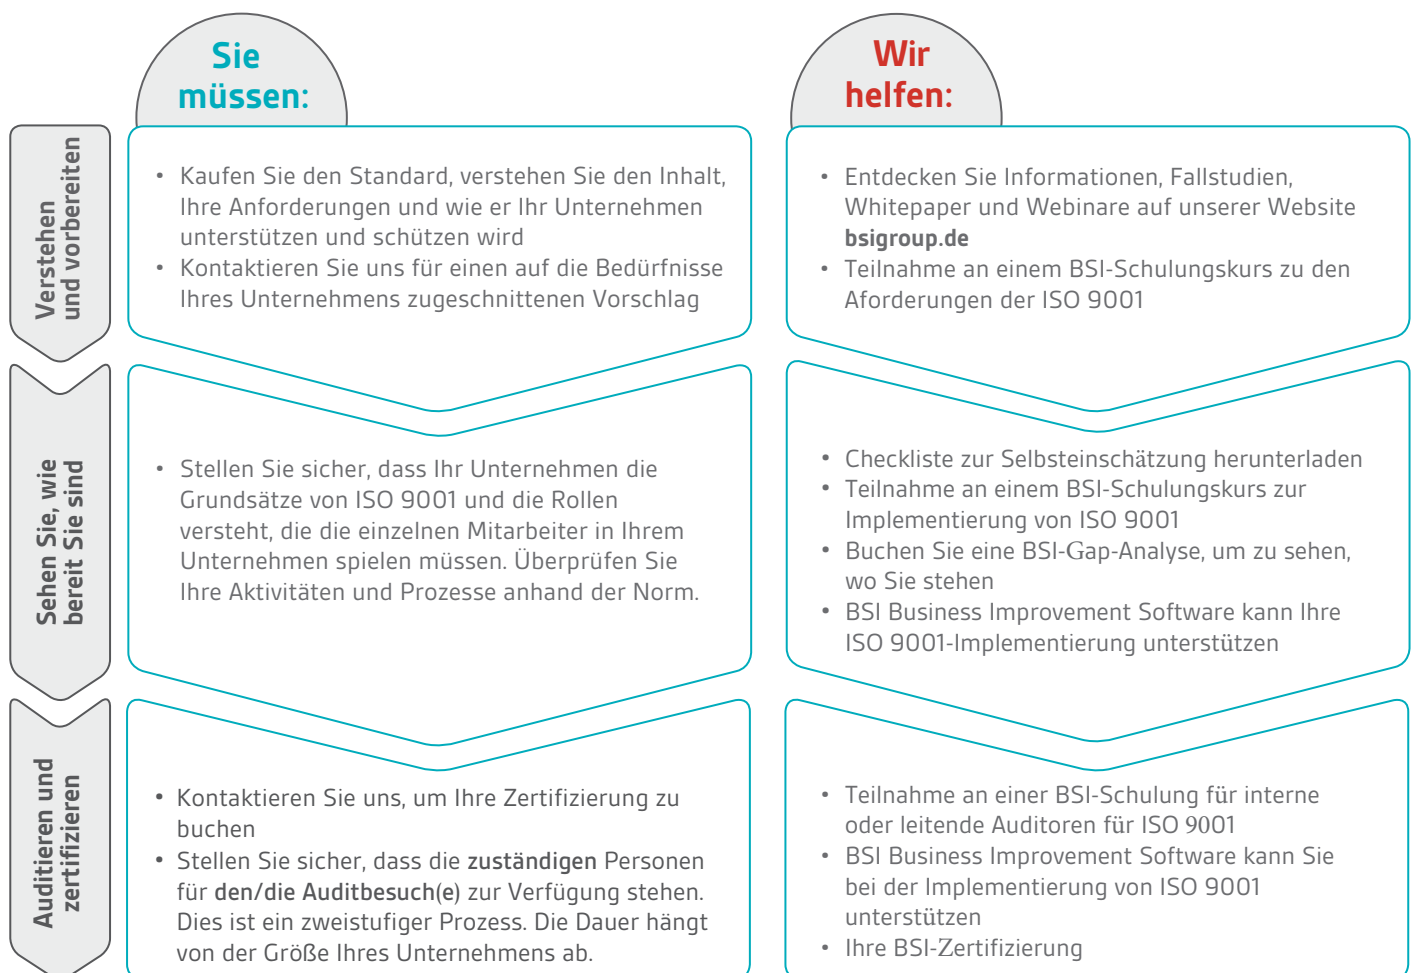 Sie
müssen:
Wir
helfen:
Verstehen
und vorbereiten
• Kaufen Sie den Standard, verstehen Sie den Inhalt,
Ihre Anforderungen und wie er Ihr Unternehmen
unterstützen und schützen wird
• Kontaktieren Sie uns für einen auf die Bedürfnisse
Ihres Unternehmens zugeschnittenen Vorschlag
• Entdecken Sie Informationen, Fallstudien,
Whitepaper und Webinare auf unserer Website
bsigroup.de
• Teilnahme an einem BSI-Schulungskurs zu den
Aforderungen der ISO 9001
Sehen Sie, wie
bereit Sie sind
• Stellen Sie sicher, dass Ihr Unternehmen die
Grundsätze von ISO 9001 und die Rollen
versteht, die die einzelnen Mitarbeiter in Ihrem
Unternehmen spielen müssen. Überprüfen Sie
Ihre Aktivitäten und Prozesse anhand der Norm.
• Checkliste zur Selbsteinschätzung herunterladen
• Teilnahme an einem BSI-Schulungskurs zur
Implementierung von ISO 9001
• Buchen Sie eine BSI-Gap-Analyse, um zu sehen,
wo Sie stehen
• BSI Business Improvement Software kann Ihre
ISO 9001-Implementierung unterstützen
Auditieren und
zertifizieren
• Kontaktieren Sie uns, um Ihre Zertifizierung zu
buchen
• Stellen Sie sicher, dass die zuständigen Personen
für den/die Auditbesuch(e) zur Verfügung stehen.
Dies ist ein zweistufiger Prozess. Die Dauer hängt
von der Größe Ihres Unternehmens ab.
• Teilnahme an einer BSI-Schulung für interne
oder leitende Auditoren für ISO 9001
• BSI Business Improvement Software kann Sie
bei der Implementierung von ISO 9001
unterstützen
• Ihre BSI-Zertifizierung